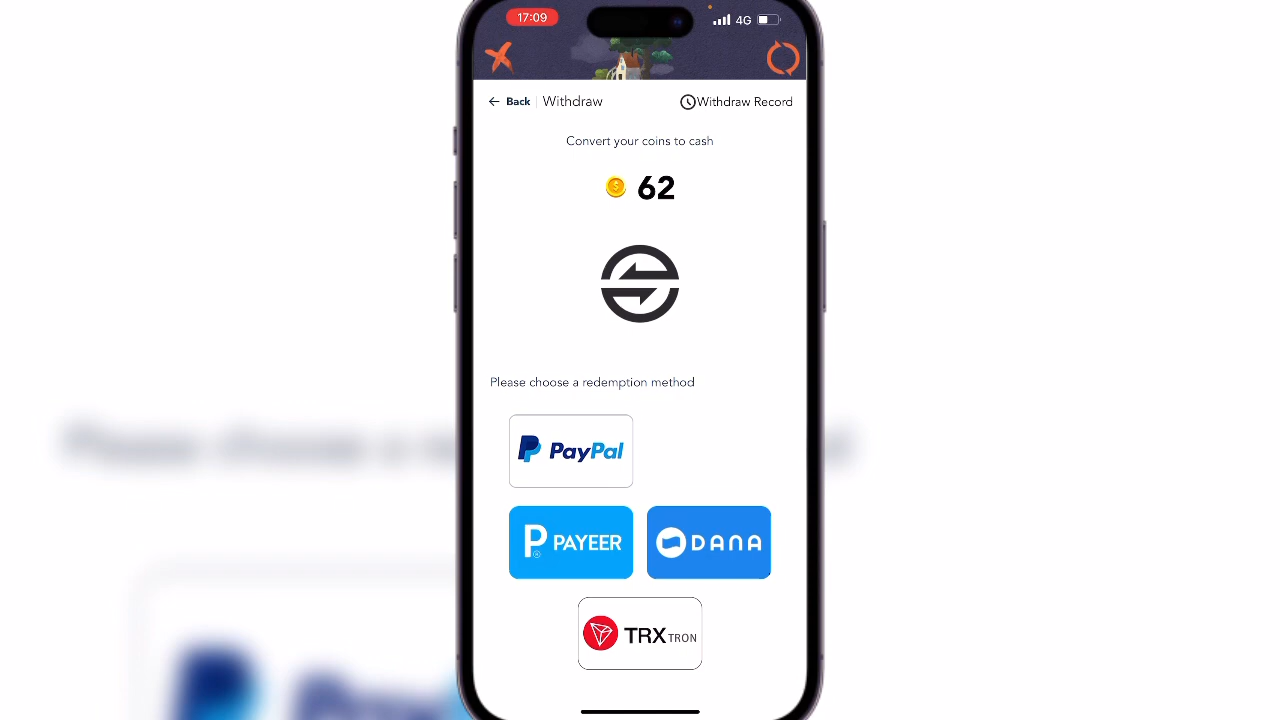 17:09
4G
Back
Withdraw
Withdraw Record
Convert your coins to cash
62
Please choose a redemption method
PayPal
PAYEER
DANA
TRX TRON